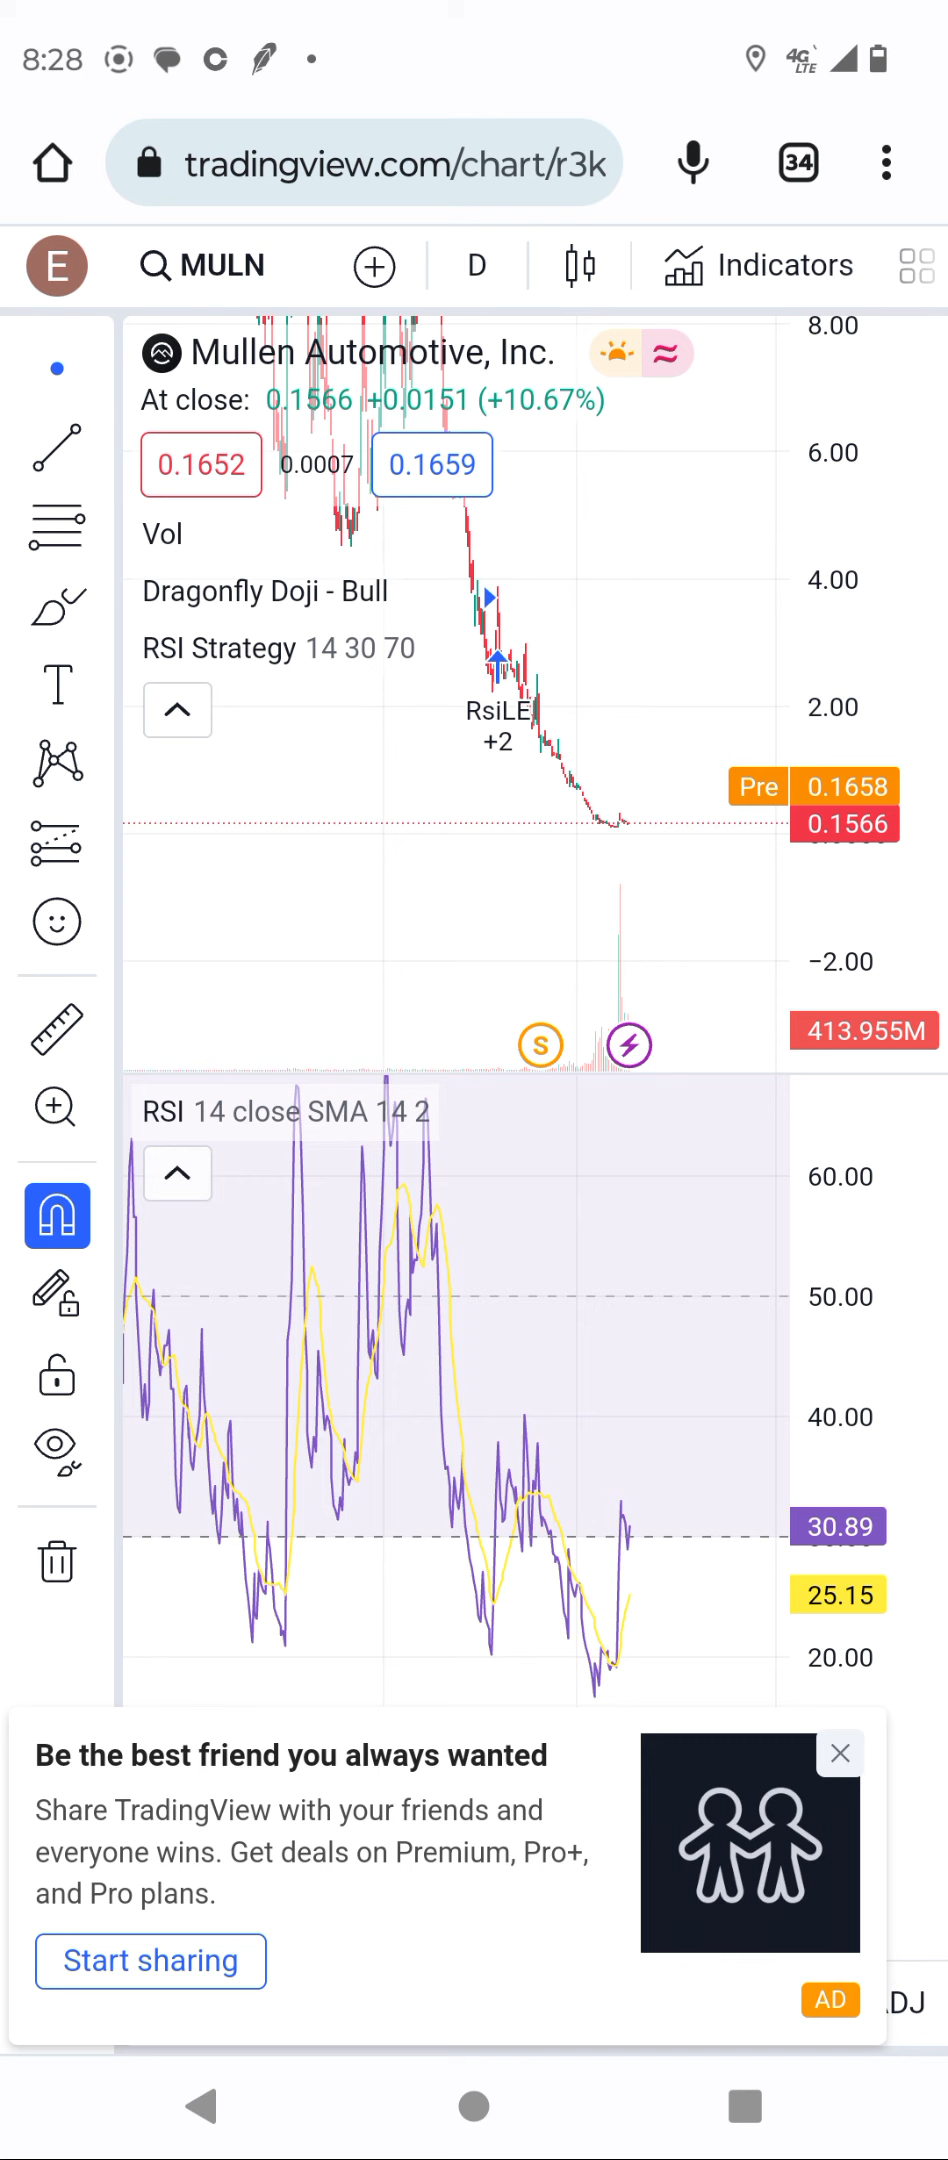 8:28
4G LTE
tradingview.com/chart/r3k
34
E
MULN
D
Indicators
Mullen Automotive, Inc.
At close: 0.1566 +0.0151 (+10.67%)
0.1652
0.0007
0.1659
Vol
Dragonfly Doji - Bull
RSI Strategy 14 30 70
RsiLE
+2
8.00
6.00
4.00
2.00
Pre 0.1658
0.1566
−2.00
413.955M
S
RSI 14 close SMA 14 2
60.00
50.00
40.00
30.89
25.15
20.00
Be the best friend you always wanted
Share TradingView with your friends and
everyone wins. Get deals on Premium, Pro+,
and Pro plans.
Start sharing
AD
ADJ